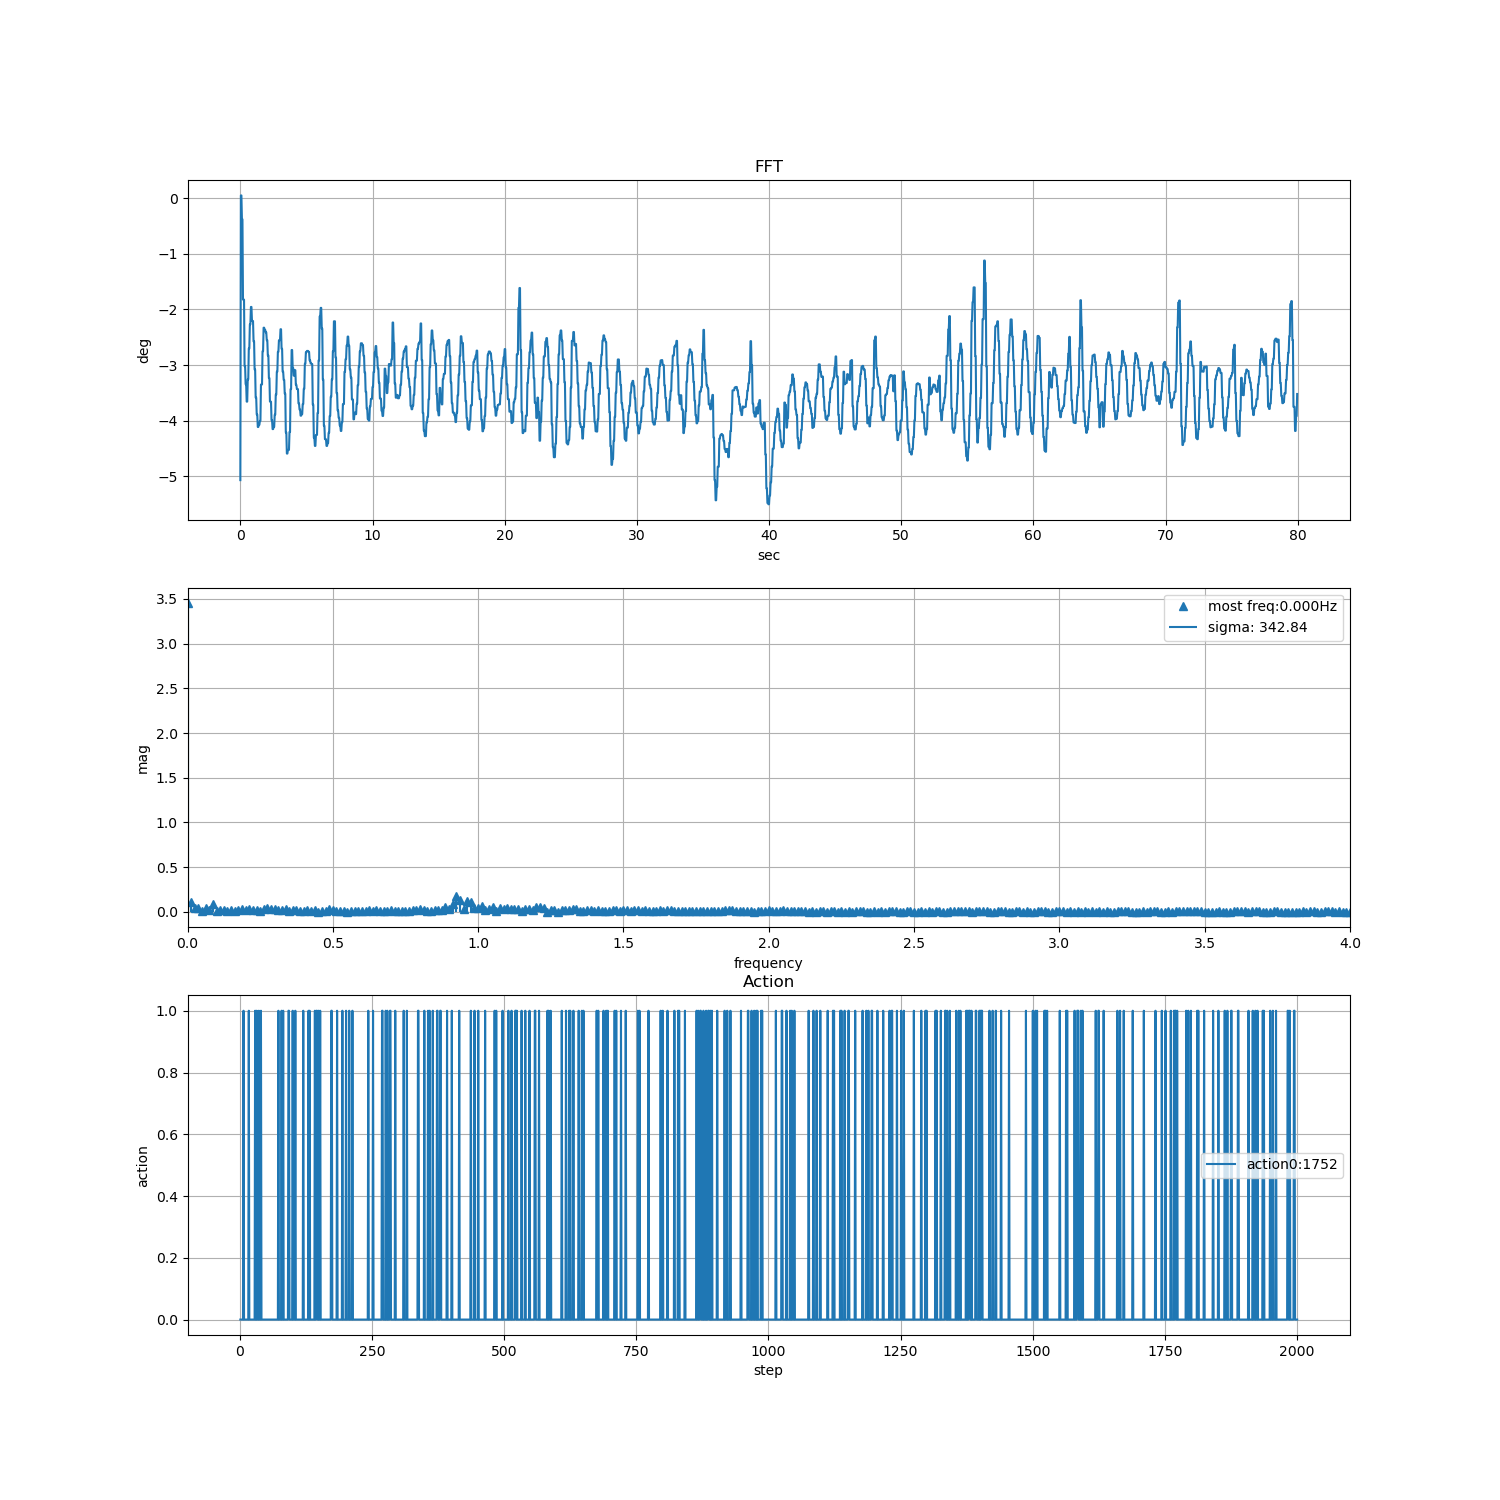 FFT
0
−1
−2
−3
−4
−5
deg
0 10 20 30 40 50 60 70 80
sec
3.5
3.0
2.5
2.0
1.5
1.0
0.5
0.0
mag
most freq:0.000Hz
sigma: 342.84
0.0 0.5 1.0 1.5 2.0 2.5 3.0 3.5 4.0
frequency
Action
1.0
0.8
0.6
0.4
0.2
0.0
action
action0:1752
0 250 500 750 1000 1250 1500 1750 2000
step